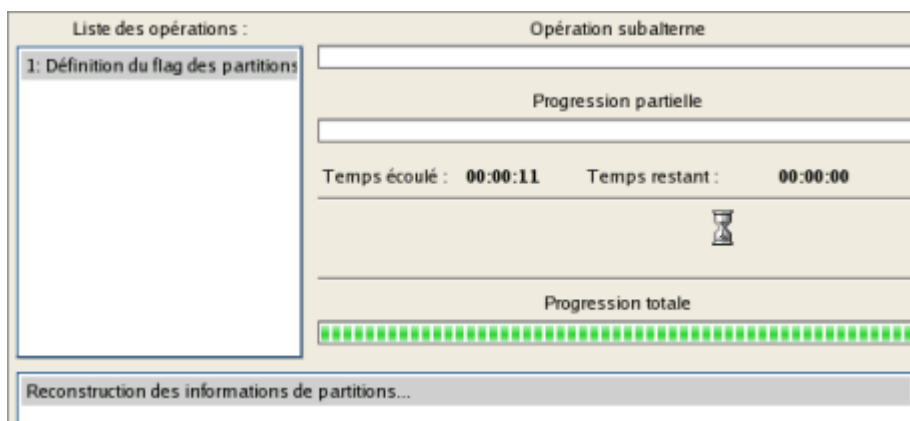 Liste des opérations :
Opération subalterne
1: Définition du flag des partitions
Progression partielle
Temps écoulé : 00:00:11 Temps restant : 00:00:00
Progression totale
Reconstruction des informations de partitions...